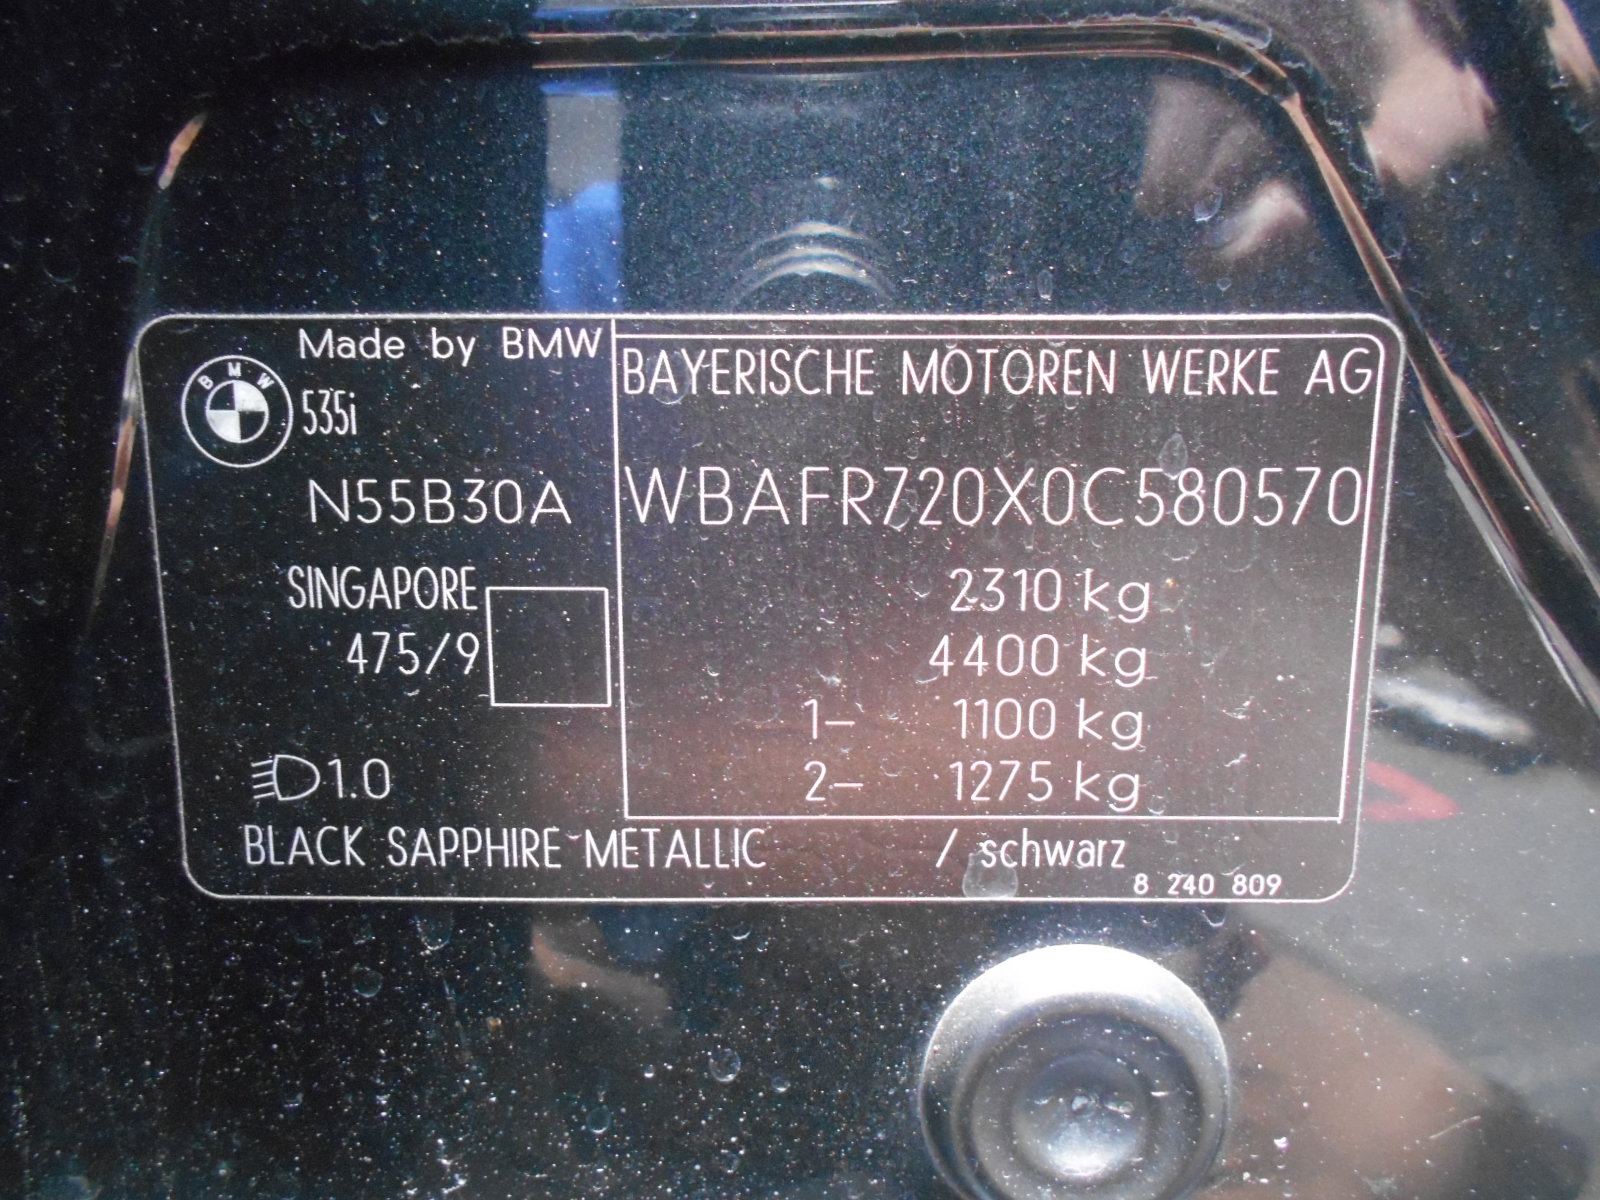 Made by BMW
BMW
535i
N55B30A
SINGAPORE
475/9
1.0
BAYERISCHE MOTOREN WERKE AG
WBAFR720X0C580570
2310 kg
4400 kg
1- 1100 kg
2- 1275 kg
BLACK SAPPHIRE-METALLIC / schwarz
8 240 809